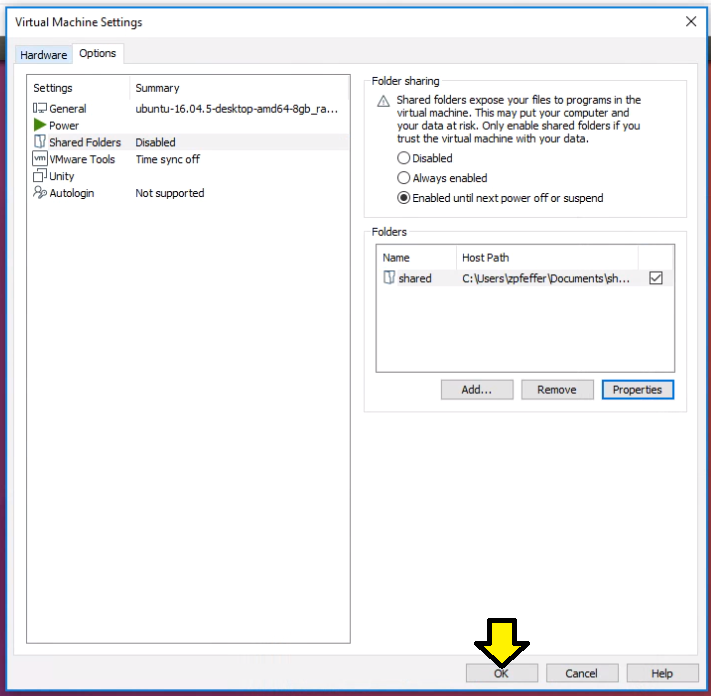 Virtual Machine Settings
Hardware Options
Settings Summary
General ubuntu-16.04.5-desktop-amd64-8gb_ra...
Power
Shared Folders Disabled
vm VMware Tools Time sync off
Unity
Autologin Not supported
Folder sharing
Shared folders expose your files to programs in the
virtual machine. This may put your computer and
your data at risk. Only enable shared folders if you
trust the virtual machine with your data.
Disabled
Always enabled
Enabled until next power off or suspend
Folders
Name Host Path
shared C:\Users\zpfeffer\Documents\sh...
Add... Remove Properties
OK Cancel Help